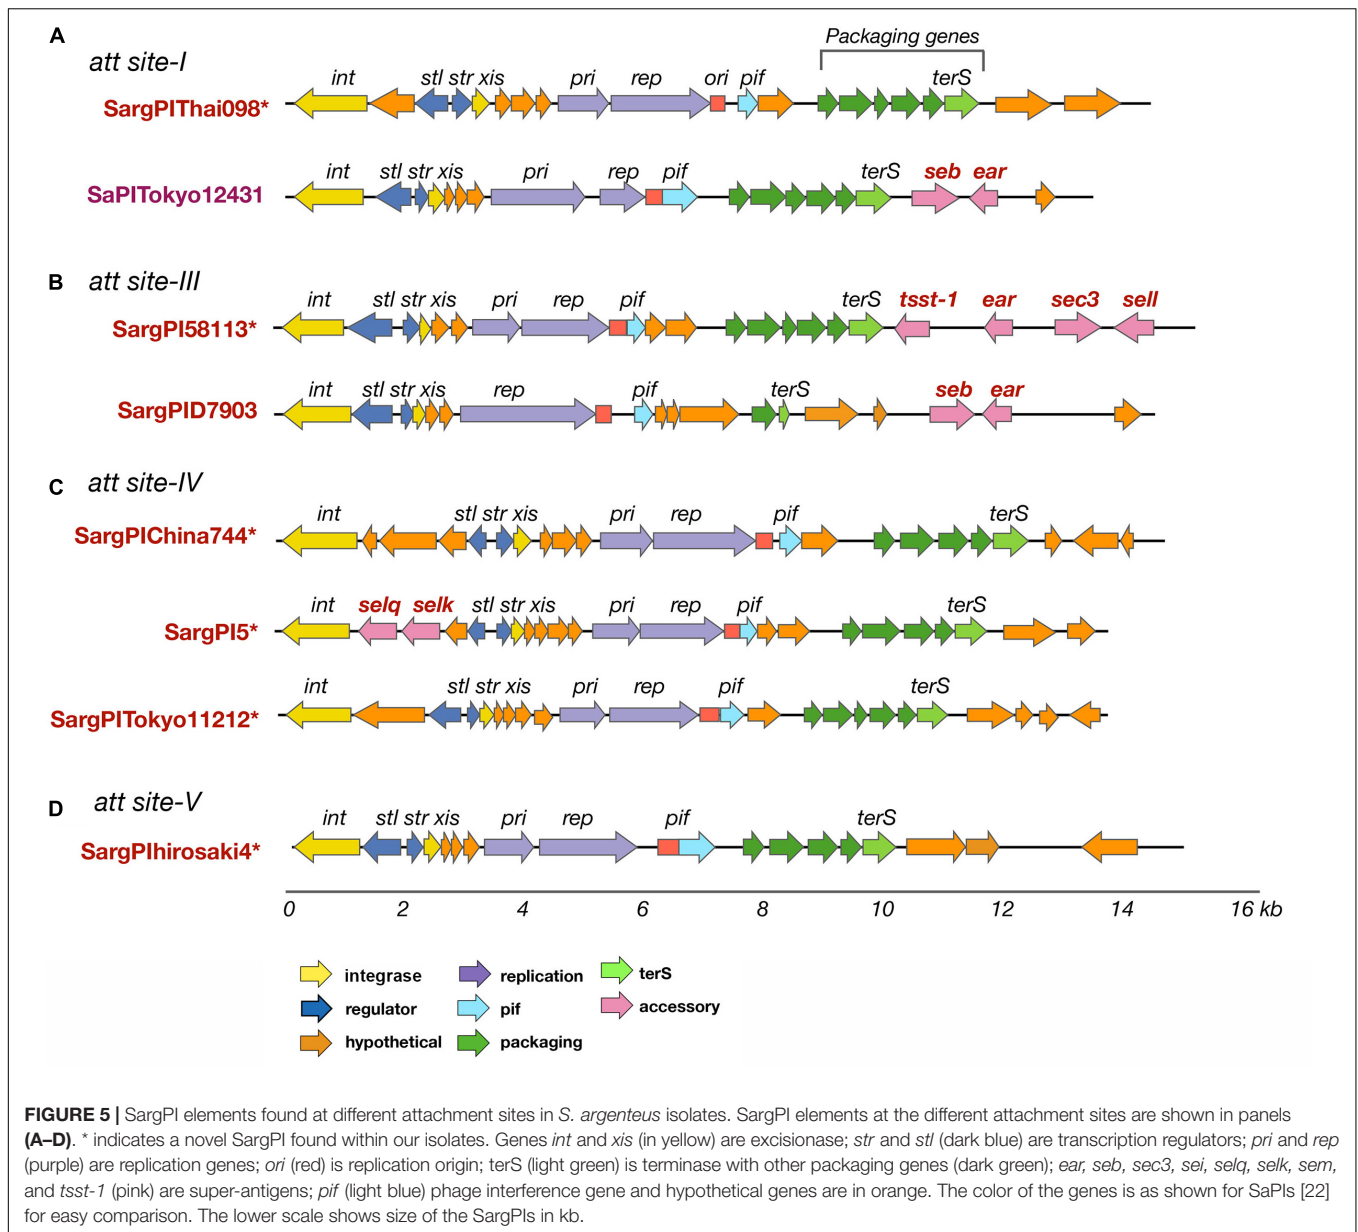 A
att site-I
Packaging genes
int stl str xis pri rep ori pif terS
SargPIThai098*
int stl str xis pri rep pif terS seb ear
SaPITokyo12431
B att site-III
int stl str xis pri rep pif terS tsst-1 ear sec3 sell
SargPI58113*
int stl str xis rep pif terS seb ear
SargPID7903
C att site-IV
int stl str xis pri rep pif terS
SargPIChina744*
int selq selk stl str xis pri rep pif terS
SargPI5*
int stl str xis pri rep pif terS
SargPITokyo11212*
D att site-V
int stl str xis pri rep pif terS
SargPIhirosaki4*
0 2 4 6 8 10 12 14 16 kb
integrase replication terS
regulator pif accessory
hypothetical packaging
FIGURE 5 | SargPI elements found at different attachment sites in S. argenteus isolates. SargPI elements at the different attachment sites are shown in panels
(A–D). * indicates a novel SargPI found within our isolates. Genes int and xis (in yellow) are excisionase; str and stl (dark blue) are transcription regulators; pri and rep
(purple) are replication genes; ori (red) is replication origin; terS (light green) is terminase with other packaging genes (dark green); ear, seb, sec3, sei, selq, selk, sem,
and tsst-1 (pink) are super-antigens; pif (light blue) phage interference gene and hypothetical genes are in orange. The color of the genes is as shown for SaPIs [22]
for easy comparison. The lower scale shows size of the SargPIs in kb.